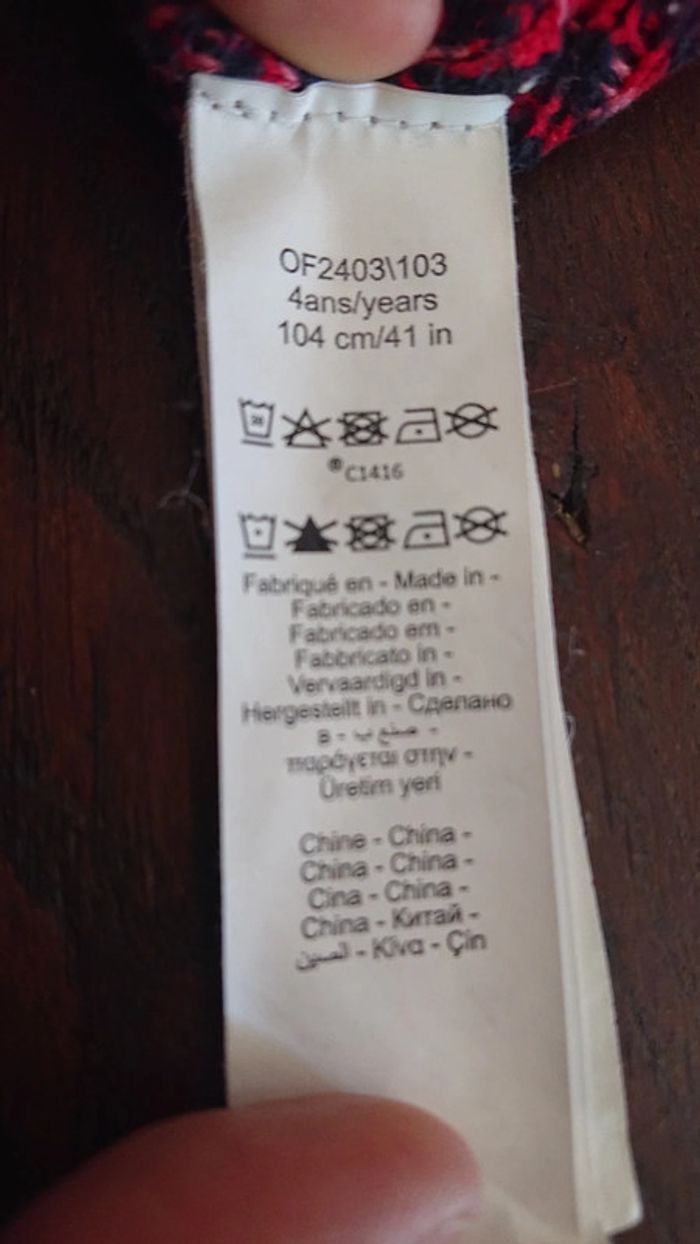 OF2403\103
4ans/years
104 cm/41 in
30
®C1416
Fabriqué en - Made in -
Fabricado en -
Fabricado em -
Fabbricato in -
Vervaardigd in -
Hergestellt in - Сделано
в - صنع ب -
παράγεται στην -
Üretim yeri
Chine - China -
China - China -
Cina - China -
China - Китай -
الصين - Κίνα - Çin